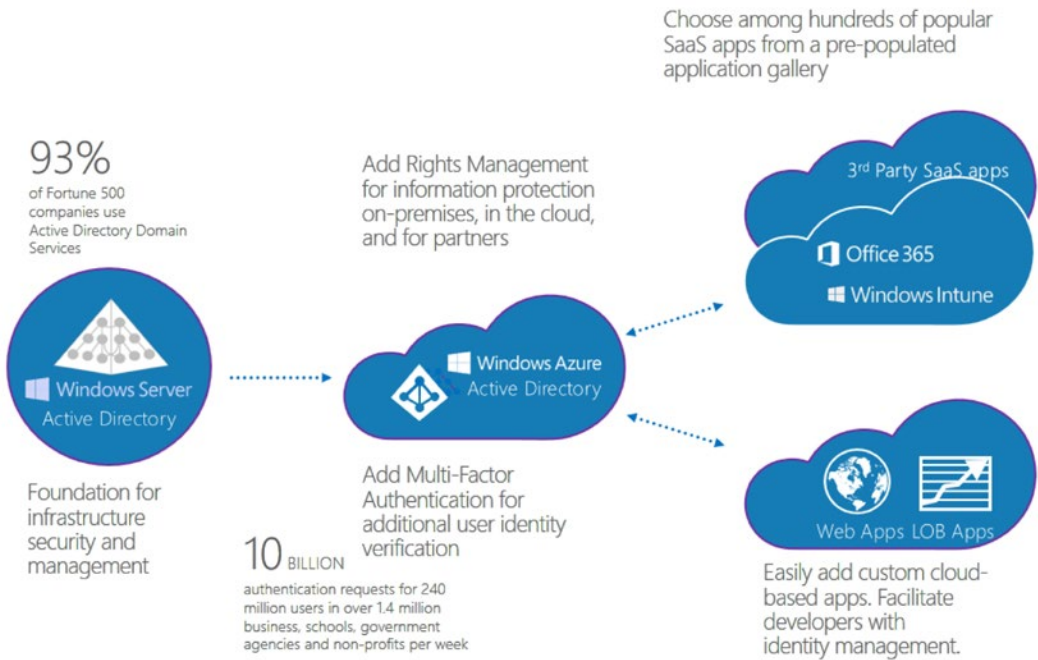 Choose among hundreds of popular
SaaS apps from a pre-populated
application gallery
93%
of Fortune 500
companies use
Active Directory Domain
Services
Add Rights Management
for information protection
on-premises, in the cloud,
and for partners
3rd Party SaaS apps
Office 365
Windows Intune
Windows Server
Active Directory
Windows Azure
Active Directory
Foundation for
infrastructure
security and
management
Add Multi-Factor
Authentication for
additional user identity
verification
10 BILLION
authentication requests for 240
million users in over 1.4 million
business, schools, government
agencies and non-profits per week
Web Apps LOB Apps
Easily add custom cloud-
based apps. Facilitate
developers with
identity management.